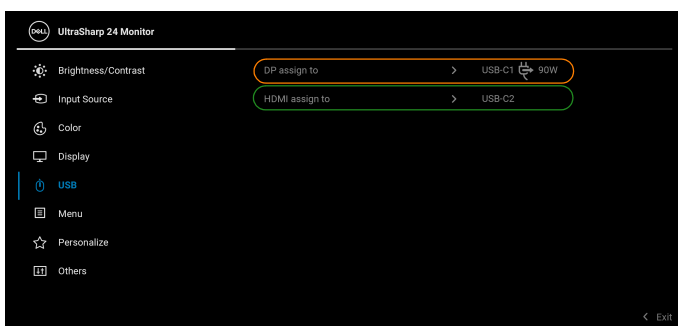 DELL UltraSharp 24 Monitor
Brightness/Contrast
DP assign to > USB-C1 90W
Input Source
HDMI assign to > USB-C2
Color
Display
USB
Menu
Personalize
Others
< Exit